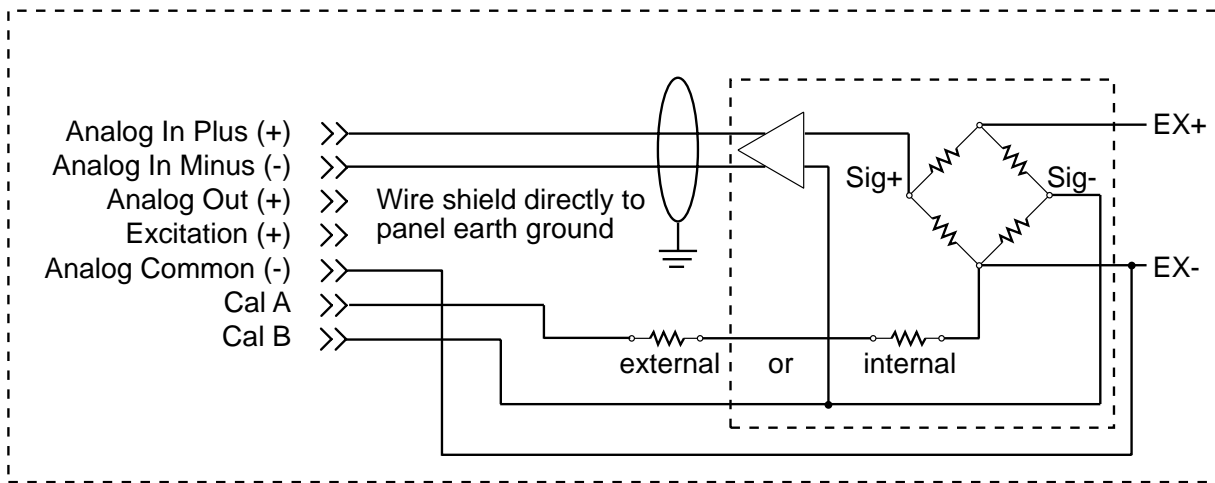 Analog In Plus (+)
Analog In Minus (-)
Analog Out (+)
Excitation (+)
Analog Common (-)
Cal A
Cal B
Wire shield directly to
panel earth ground
Sig+
Sig-
EX+
EX-
external
or
internal